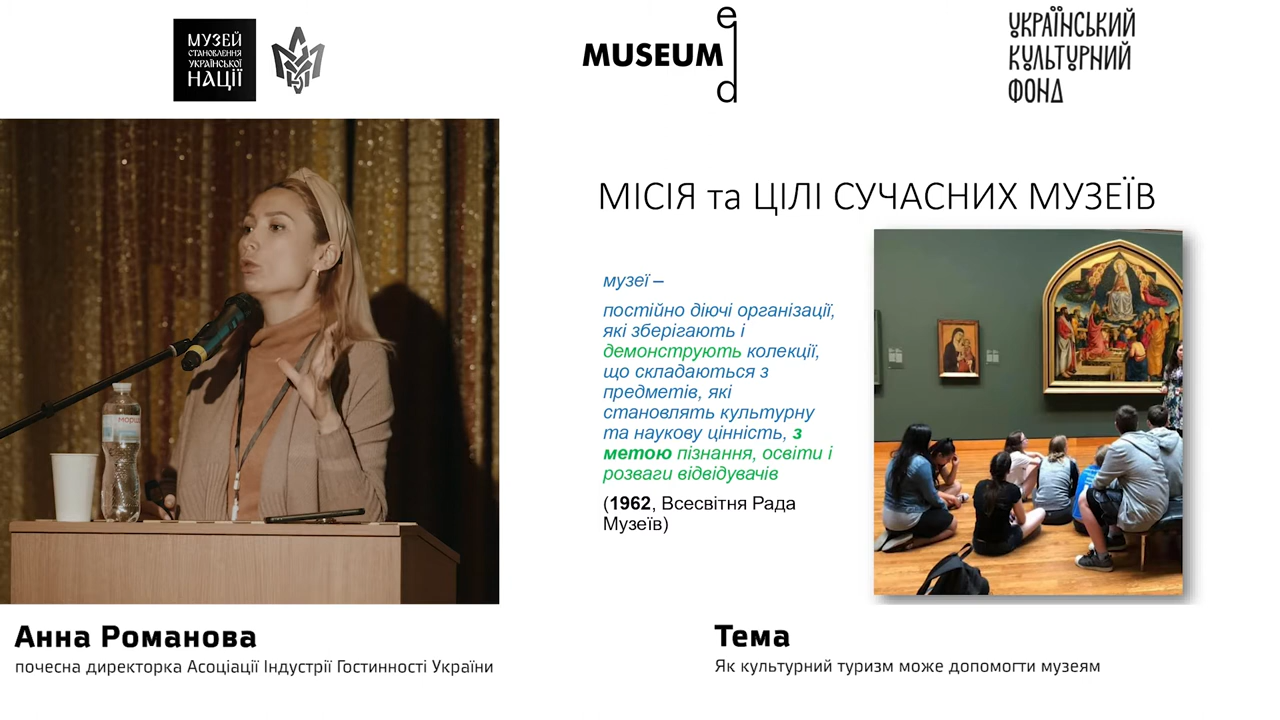 МУЗЕЙ
СТАНОВЛЕННЯ
УКРАЇНСЬКОЇ
НАЦІЇ
MUSEUM
ed
УКРАЇНСЬКИЙ
КУЛЬТУРНИЙ
ФОНД
МІСІЯ та ЦІЛІ СУЧАСНИХ МУЗЕЇВ
музеї –
постійно діючі організації,
які зберігають і
демонструють колекції,
що складаються з
предметів, які
становлять культурну
та наукову цінність, з
метою пізнання, освіти і
розваги відвідувачів
(1962, Всесвітня Рада
Музеїв)
Анна Романова
почесна директорка Асоціації Індустрії Гостинності України
Тема
Як культурний туризм може допомогти музеям